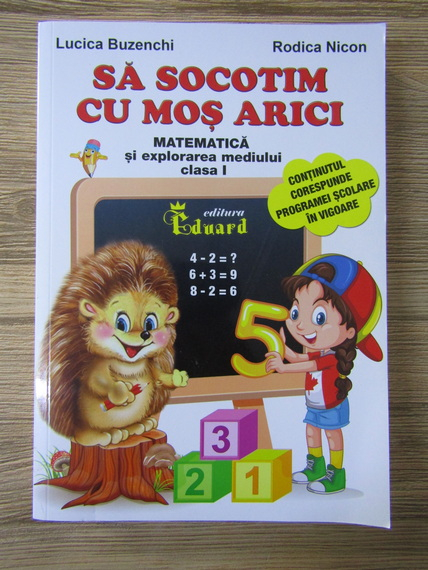 Lucica Buzenchi
Rodica Nicon
SĂ SOCOTIM
CU MOȘ ARICI
MATEMATICĂ
și explorarea mediului
clasa I
CONȚINUTUL
CORESPUNDE
PROGRAMEI ȘCOLARE
ÎN VIGOARE
editura
Eduard
4 - 2 = ?
6 + 3 = 9
8 - 2 = 6
5
3
2
1